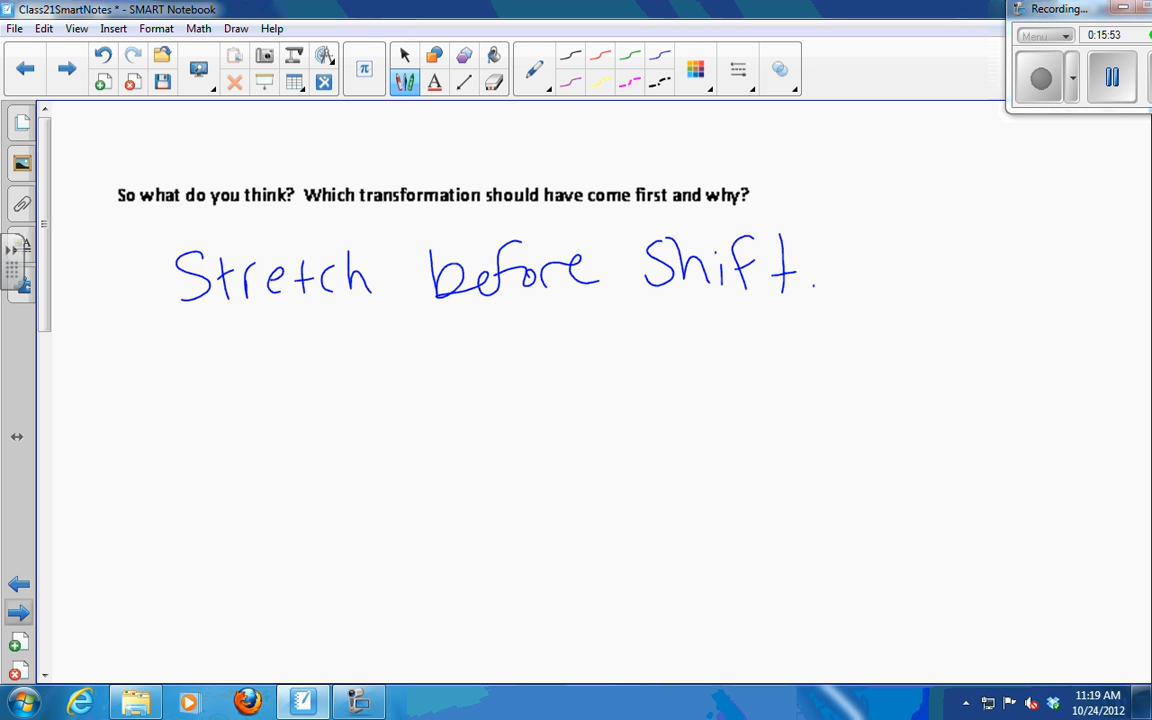 Class21SmartNotes * - SMART Notebook
Recording...
File Edit View Insert Format Math Draw Help
Menu
0:15:53
π
A
So what do you think? Which transformation should have come first and why?
Stretch before Shift.
11:19 AM
10/24/2012